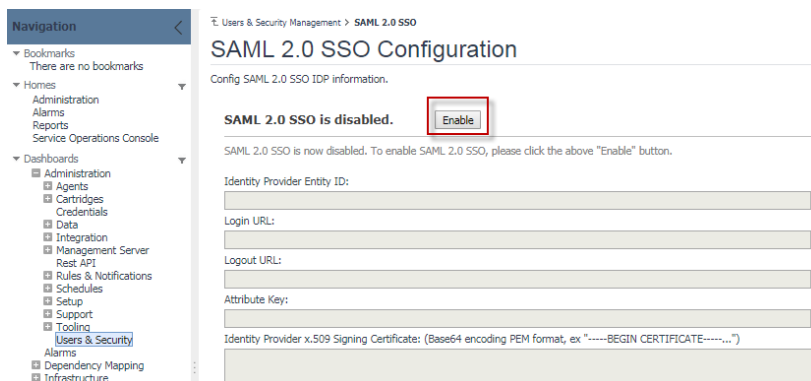 Navigation
Bookmarks
There are no bookmarks
Homes
Administration
Alarms
Reports
Service Operations Console
Dashboards
Administration
Agents
Cartridges
Credentials
Data
Integration
Management Server
Rest API
Rules & Notifications
Schedules
Setup
Support
Tooling
Users & Security
Alarms
Dependency Mapping
Infrastructure
Users & Security Management > SAML 2.0 SSO
SAML 2.0 SSO Configuration
Config SAML 2.0 SSO IDP information.
SAML 2.0 SSO is disabled. Enable
SAML 2.0 SSO is now disabled. To enable SAML 2.0 SSO, please click the above "Enable" button.
Identity Provider Entity ID:
Login URL:
Logout URL:
Attribute Key:
Identity Provider x.509 Signing Certificate: (Base64 encoding PEM format, ex "-----BEGIN CERTIFICATE-----...")